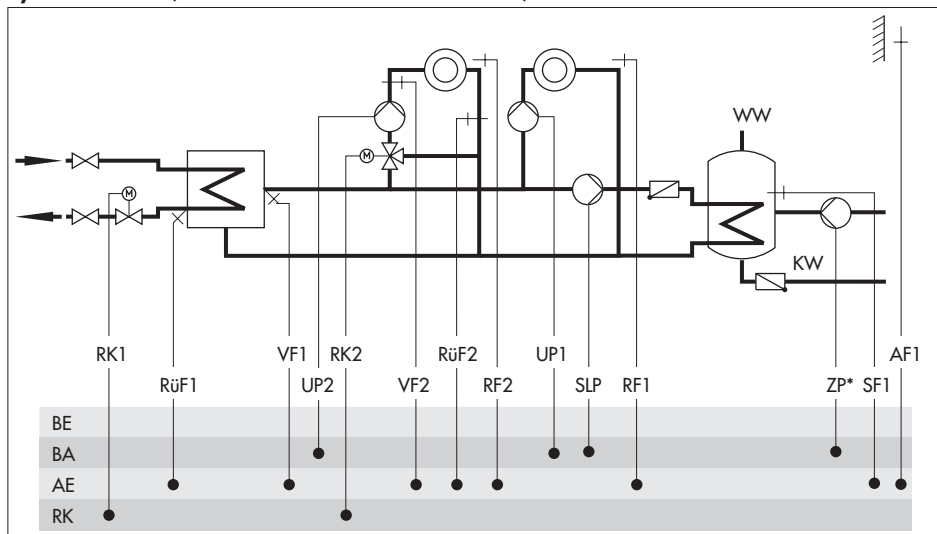 WW
M
M
KW
RK1
VF1
RK2
RüF2
UP1
AF1
RüF1
UP2
VF2
RF2
SLP
RF1
ZP*
SF1
BE
BA
AE
RK